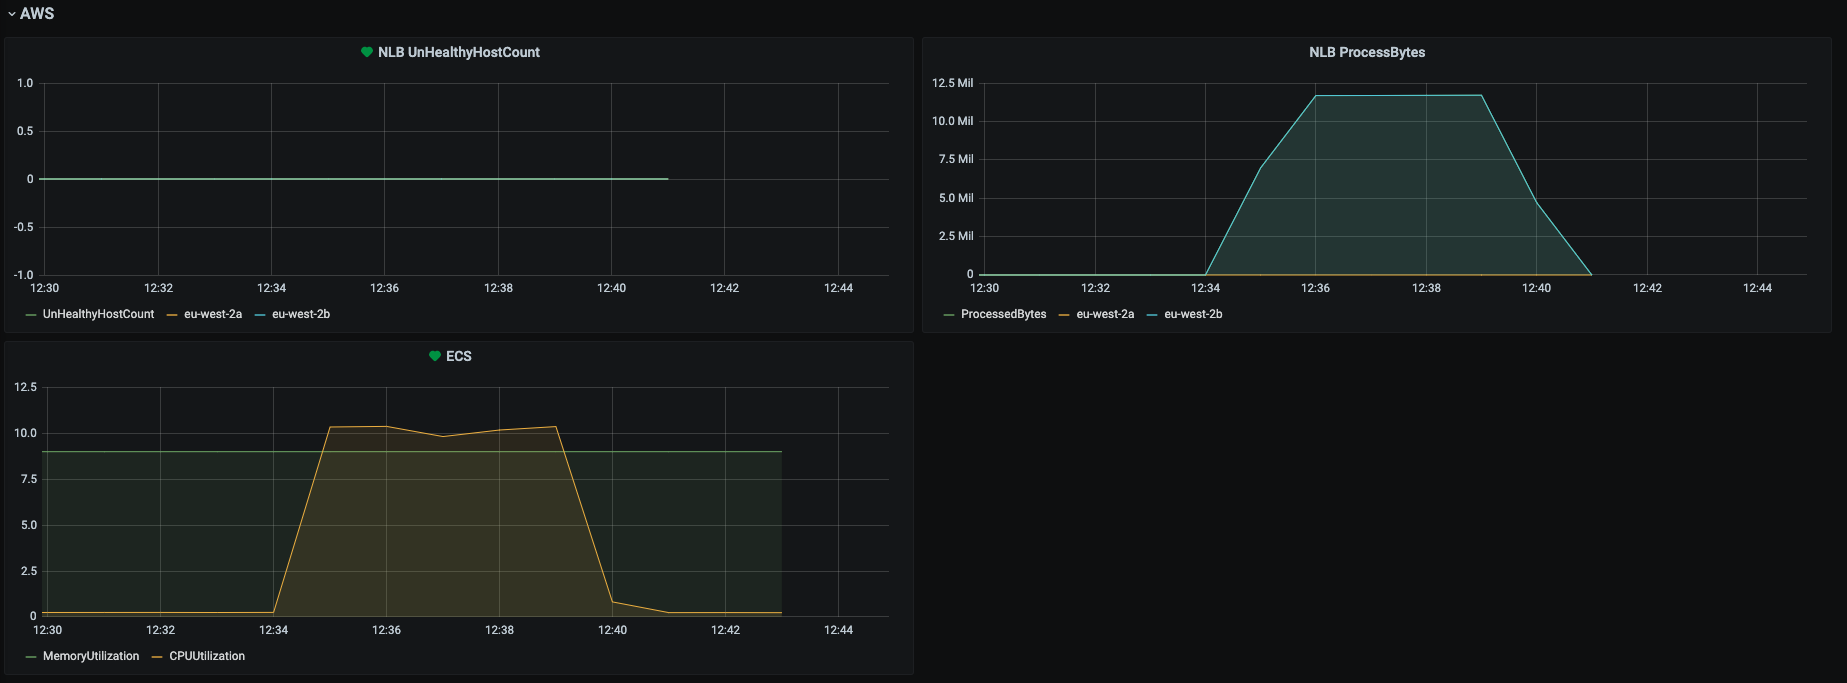 AWS
NLB UnHealthyHostCount
1.0
0.5
0
-0.5
-1.0
12:30 12:32 12:34 12:36 12:38 12:40 12:42 12:44
UnHealthyHostCount eu-west-2a eu-west-2b
NLB ProcessBytes
12.5 Mil
10.0 Mil
7.5 Mil
5.0 Mil
2.5 Mil
0
12:30 12:32 12:34 12:36 12:38 12:40 12:42 12:44
ProcessedBytes eu-west-2a eu-west-2b
ECS
12.5
10.0
7.5
5.0
2.5
0
12:30 12:32 12:34 12:36 12:38 12:40 12:42 12:44
MemoryUtilization CPUUtilization